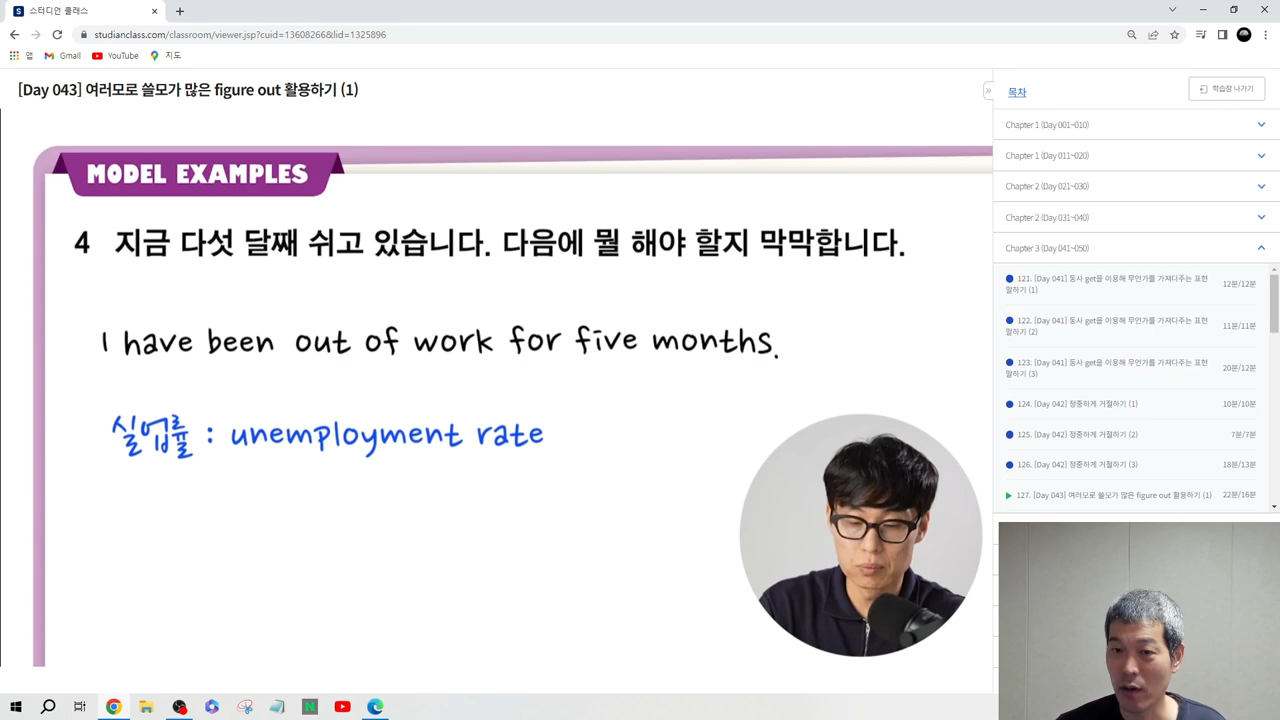 스터디언 클래스
studianclass.com/classroom/viewer.jsp?cuid=13608266&lid=1325896
앱 Gmail YouTube 지도
[Day 043] 여러모로 쓸모가 많은 figure out 활용하기 (1)
목차
학습창 나가기
Chapter 1 (Day 001~010)
Chapter 1 (Day 011~020)
Chapter 2 (Day 021~030)
Chapter 2 (Day 031~040)
Chapter 3 (Day 041~050)
121. [Day 041] 동사 get을 이용해 무언가를 가져다주는 표현
말하기 (1)
12분/12분
122. [Day 041] 동사 get을 이용해 무언가를 가져다주는 표현
말하기 (2)
11분/11분
123. [Day 041] 동사 get을 이용해 무언가를 가져다주는 표현
말하기 (3)
20분/12분
124. [Day 042] 정중하게 거절하기 (1) 10분/10분
125. [Day 042] 정중하게 거절하기 (2) 7분/7분
126. [Day 042] 정중하게 거절하기 (3) 18분/13분
127. [Day 043] 여러모로 쓸모가 많은 figure out 활용하기 (1) 22분/16분
MODEL EXAMPLES
4 지금 다섯 달째 쉬고 있습니다. 다음에 뭘 해야 할지 막막합니다.
I have been out of work for five months.
실업률 : unemployment rate